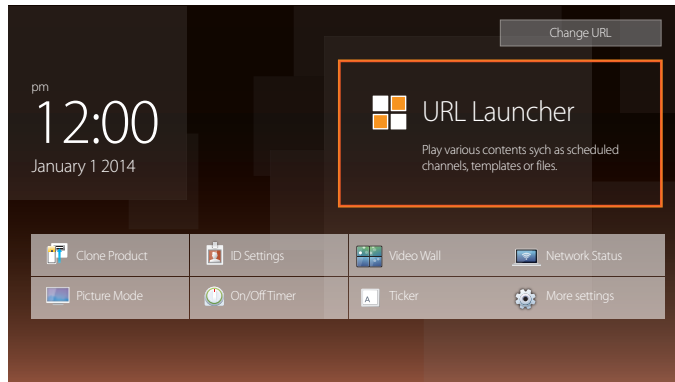 Change URL
pm
12:00
January 1 2014
URL Launcher
Play various contents sych as scheduled
channels, templates or files.
Clone Product
ID Settings
Video Wall
Network Status
Picture Mode
On/Off Timer
A
Ticker
More settings